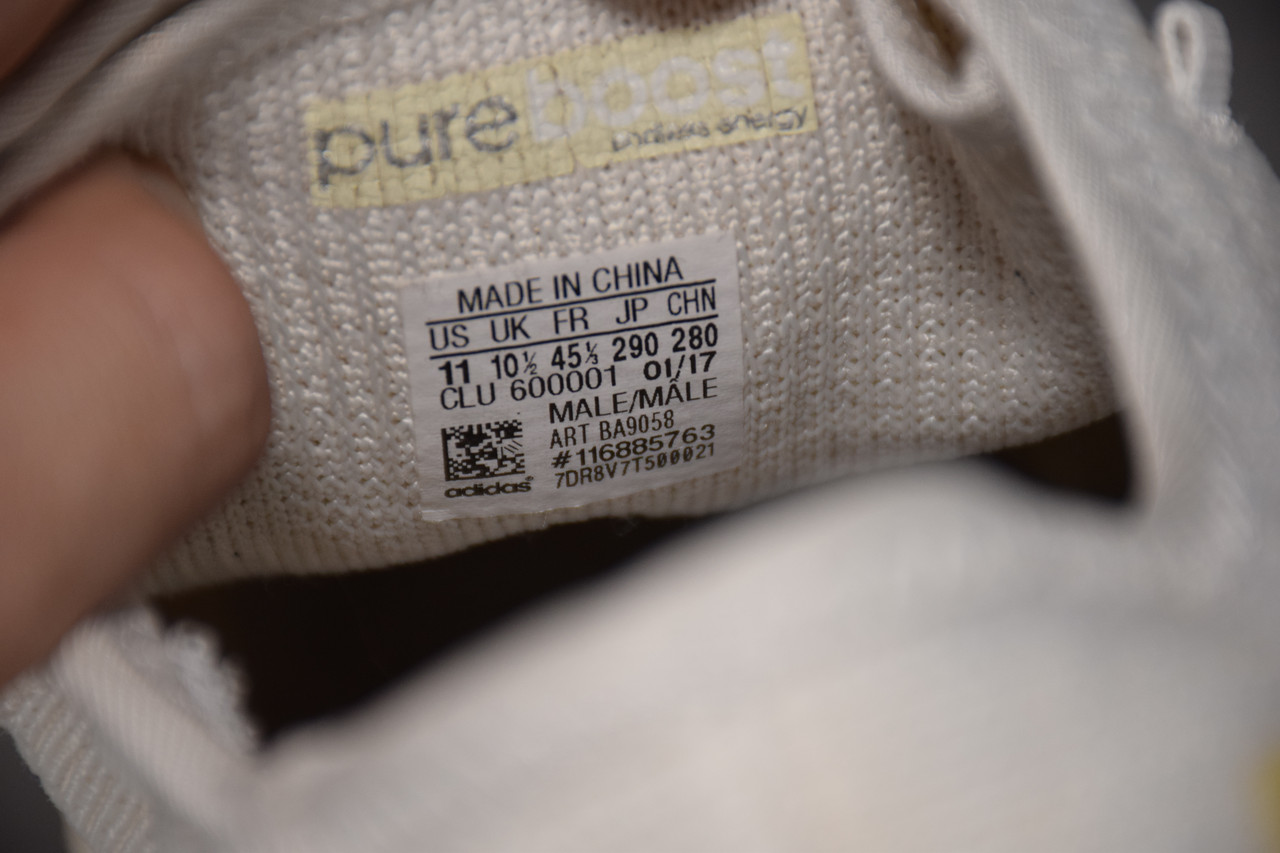 pureboost
endless energy
MADE IN CHINA
US UK FR JP CHN
11 10½ 45⅓ 290 280
CLU 600001 01/17
MALE/MÂLE
ART BA9058
#116885763
7DR8V7T500021
adidas